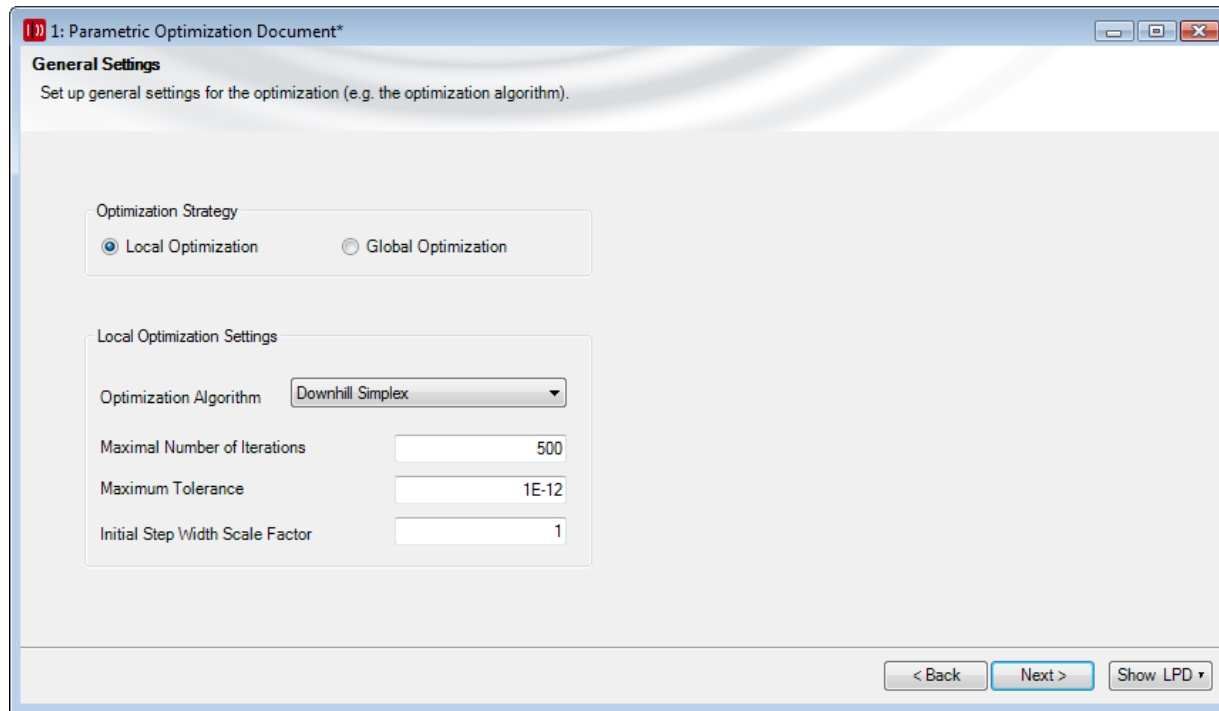 1: Parametric Optimization Document*
General Settings
Set up general settings for the optimization (e.g. the optimization algorithm).
Optimization Strategy
Local Optimization Global Optimization
Local Optimization Settings
Optimization Algorithm Downhill Simplex
Maximal Number of Iterations 500
Maximum Tolerance 1E-12
Initial Step Width Scale Factor 1
< Back Next > Show LPD